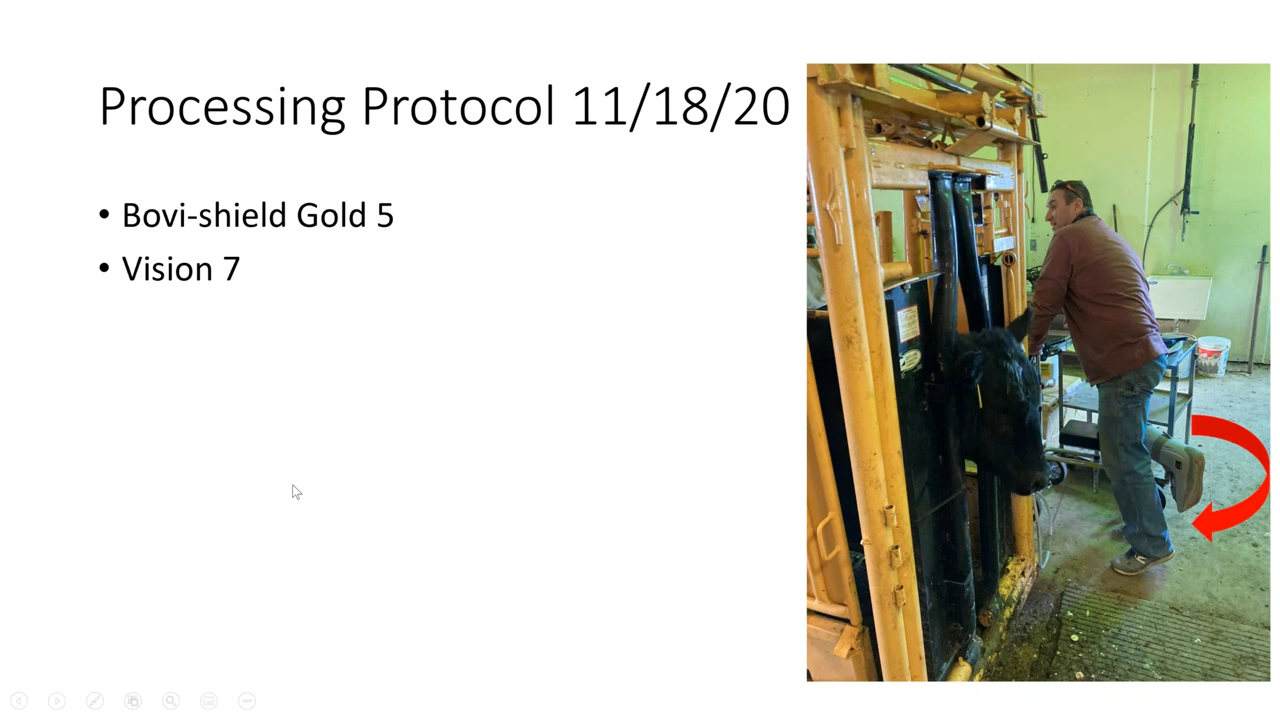 Processing Protocol 11/18/20
• Bovi-shield Gold 5
• Vision 7